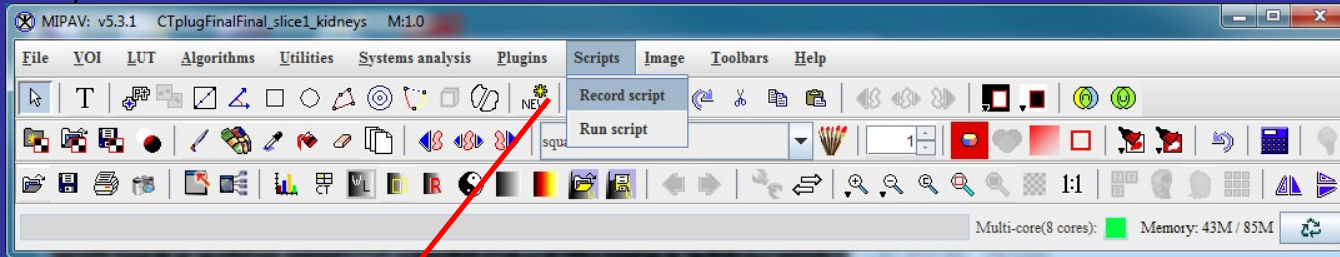 MIPAV: v5.3.1 CTplugFinalFinal_slice1_kidneys M:1.0
File VOI LUT Algorithms Utilities Systems analysis Plugins Scripts Image Toolbars Help
T NEW Record script
Run script
squa
1
W L R 1:1
Multi-core(8 cores): Memory: 43M / 85M